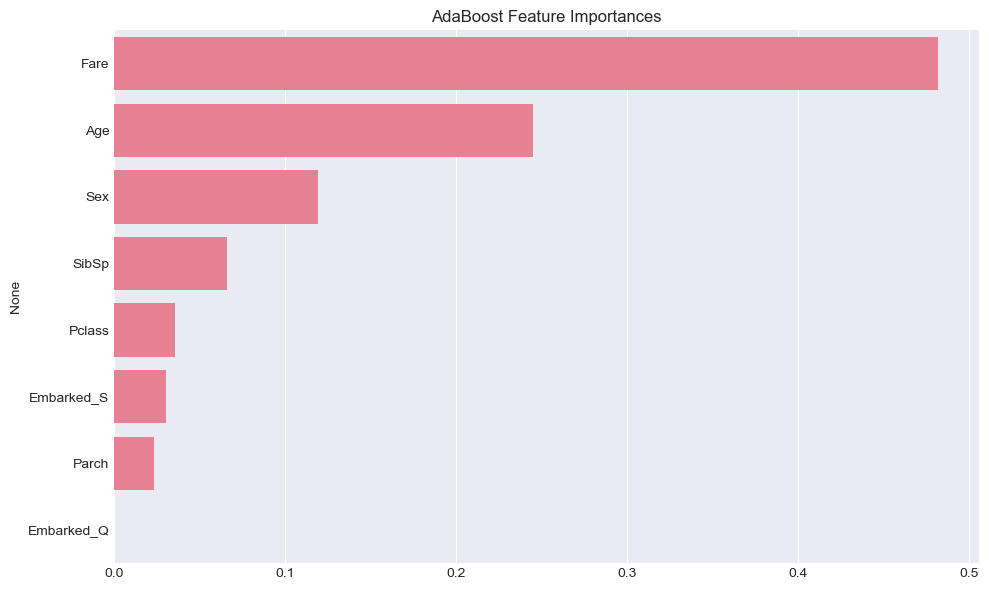 AdaBoost Feature Importances
Fare
Age
Sex
SibSp
Pclass
Embarked_S
Parch
Embarked_Q
None
0.0 0.1 0.2 0.3 0.4 0.5